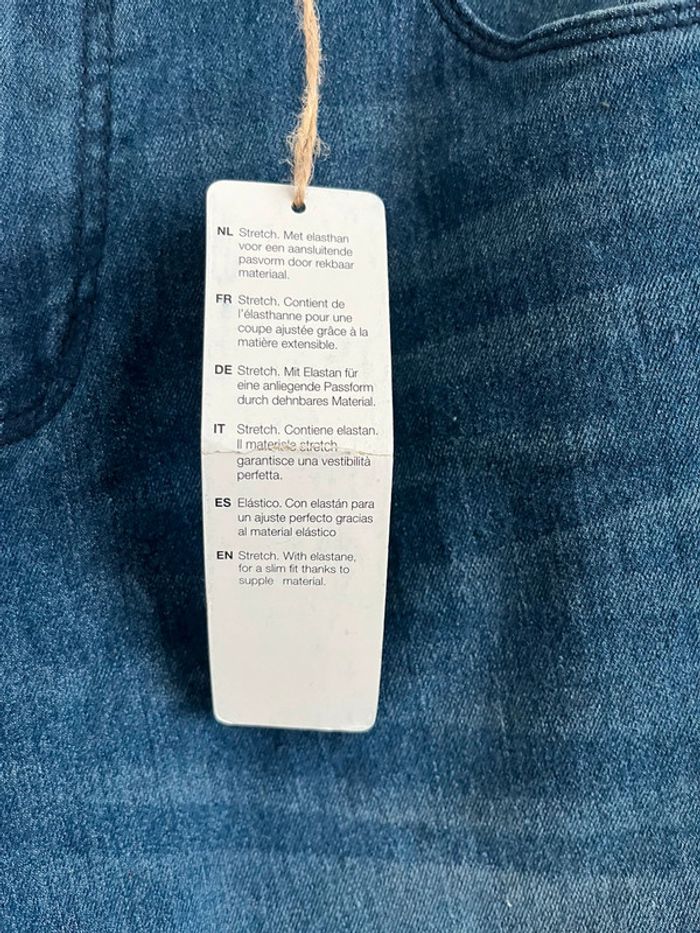 NL Stretch. Met elasthan
voor een aansluitende
pasvorm door rekbaar
materiaal.
FR Stretch. Contient de
l'élasthanne pour une
coupe ajustée grâce à la
matière extensible.
DE Stretch. Mit Elastan für
eine anliegende Passform
durch dehnbares Material.
IT Stretch. Contiene elastan.
Il materiale stretch
garantisce una vestibilità
perfetta.
ES Elástico. Con elastán para
un ajuste perfecto gracias
al material elástico
EN Stretch. With elastane,
for a slim fit thanks to
supple material.